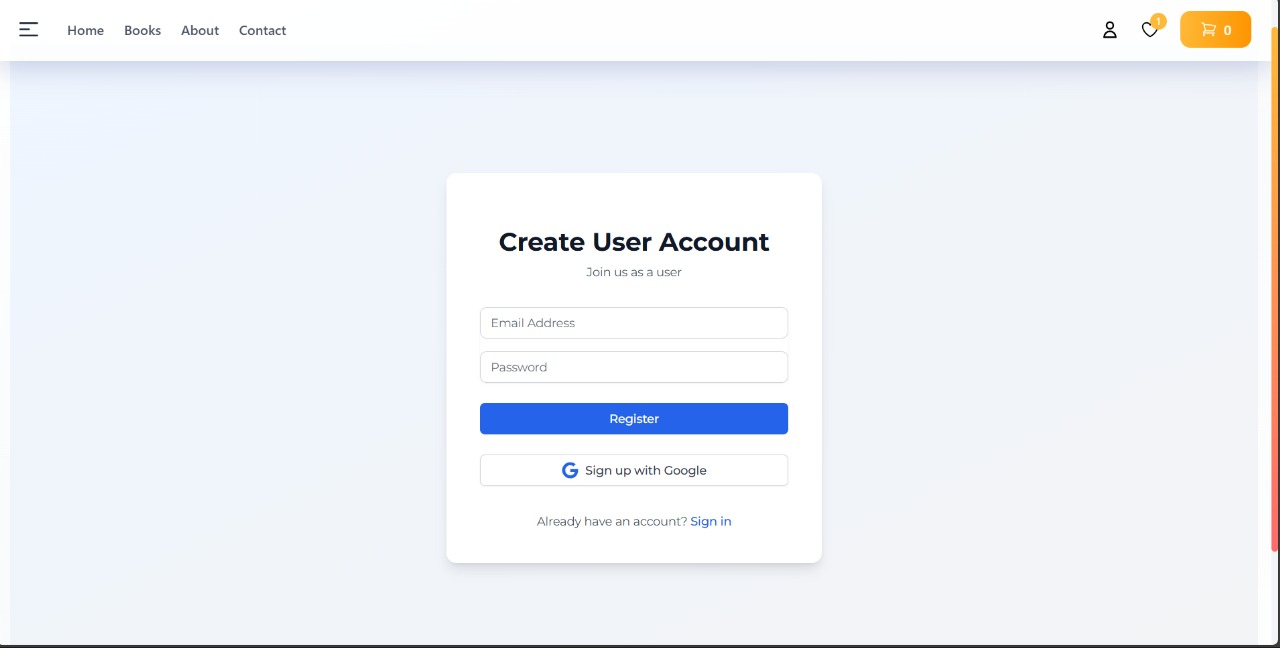 Home Books About Contact 1 0
Create User Account
Join us as a user
Email Address
Password
Register
Sign up with Google
Already have an account? Sign in